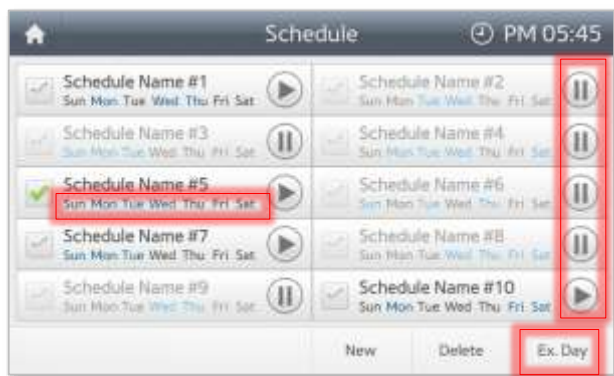 Schedule
PM 05:45
Schedule Name #1
Sun Mon Tue Wed Thu Fri Sat
Schedule Name #2
Sun Mon Tue Wed Thu Fri Sat
Schedule Name #3
Sun Mon Tue Wed Thu Fri Sat
Schedule Name #4
Sun Mon Tue Wed Thu Fri Sat
Schedule Name #5
Sun Mon Tue Wed Thu Fri Sat
Schedule Name #6
Sun Mon Tue Wed Thu Fri Sat
Schedule Name #7
Sun Mon Tue Wed Thu Fri Sat
Schedule Name #8
Sun Mon Tue Wed Thu Fri Sat
Schedule Name #9
Sun Mon Tue Wed Thu Fri Sat
Schedule Name #10
Sun Mon Tue Wed Thu Fri Sat
New
Delete
Ex. Day